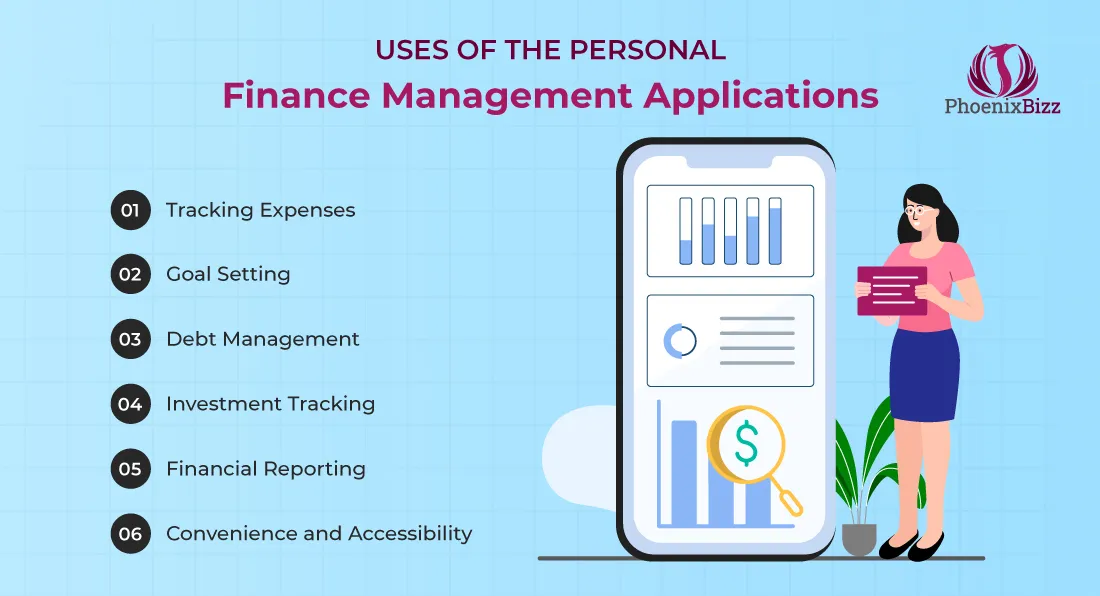 USES OF THE PERSONAL
Finance Management Applications
PhoenixBizz
01 Tracking Expenses
02 Goal Setting
03 Debt Management
04 Investment Tracking
05 Financial Reporting
06 Convenience and Accessibility
$